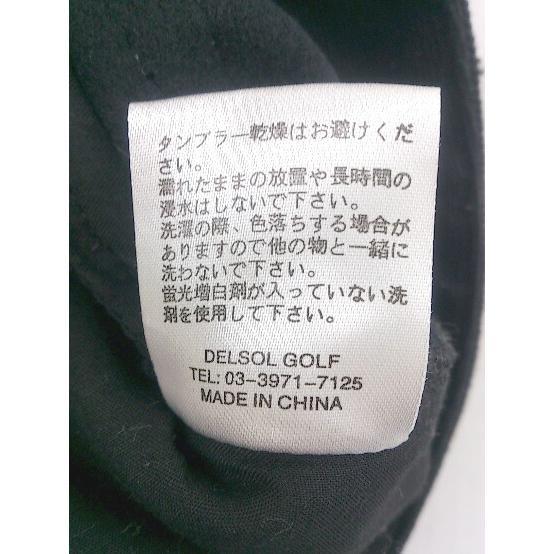 タンブラー乾燥はお避けくだ
さい。
濡れたままの放置や長時間の
浸水はしないで下さい。
洗濯の際、色落ちする場合が
ありますので他の物と一緒に
洗わないで下さい。
蛍光増白剤が入っていない洗
剤を使用して下さい。
DELSOL GOLF
TEL: 03-3971-7125
MADE IN CHINA